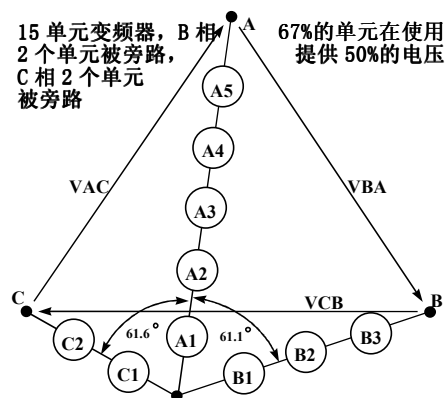 15 单元变频器，B 相
2 个单元被旁路，
C 相 2 个单元
被旁路
67%的单元在使用
提供 50%的电压
A
A5
A4
VAC
VBA
A3
A2
C
VCB
B
61.6°
61.1°
C2
A1
B3
B2
C1
B1